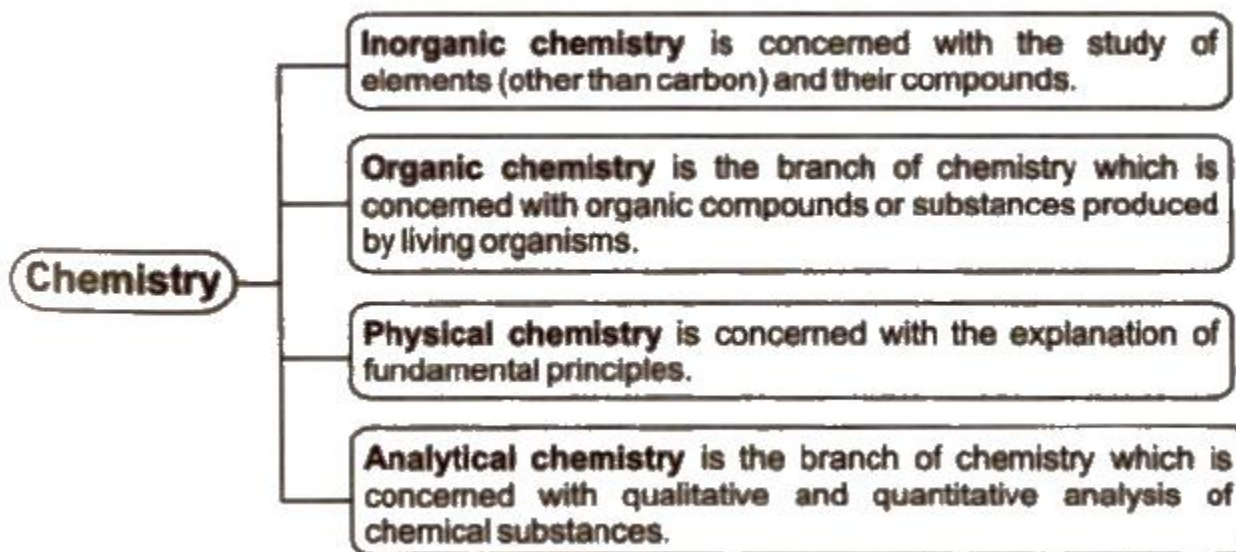 Inorganic chemistry is concerned with the study of
elements (other than carbon) and their compounds.
Organic chemistry is the branch of chemistry which is
concerned with organic compounds or substances produced
by living organisms.
Chemistry
Physical chemistry is concerned with the explanation of
fundamental principles.
Analytical chemistry is the branch of chemistry which is
concerned with qualitative and quantitative analysis of
chemical substances.